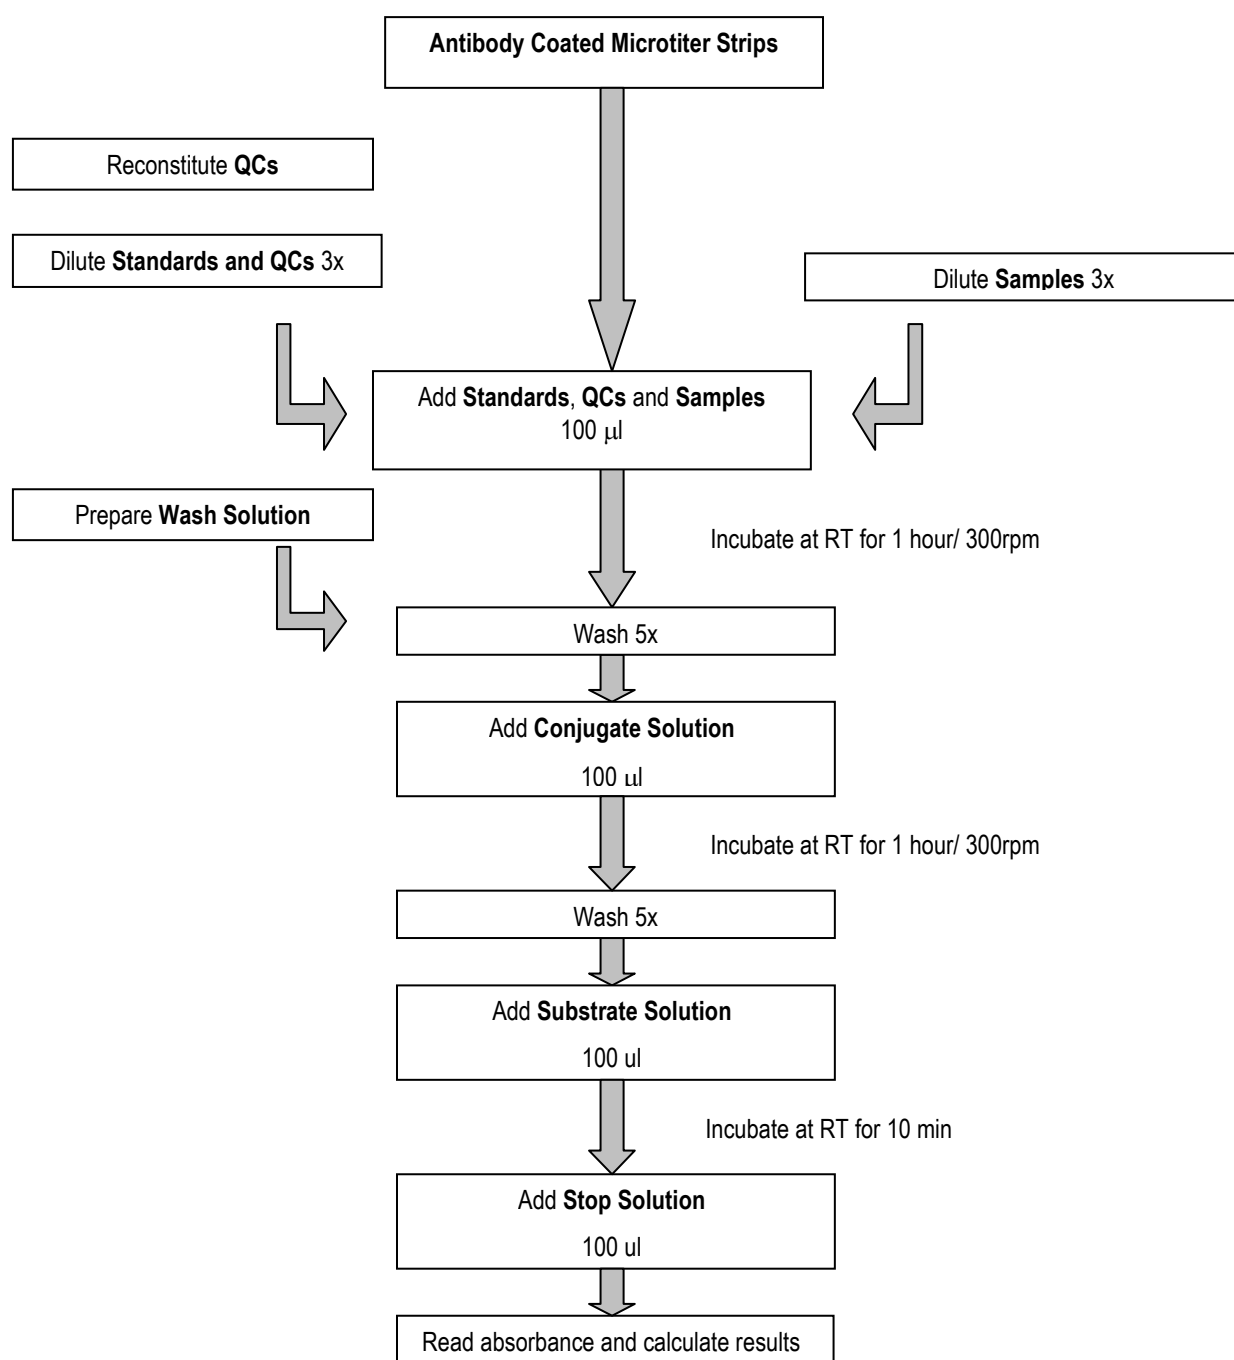 Antibody Coated Microtiter Strips
Reconstitute QCs
Dilute Standards and QCs 3x
Dilute Samples 3x
Add Standards, QCs and Samples
100 μl
Prepare Wash Solution
Incubate at RT for 1 hour/ 300rpm
Wash 5x
Add Conjugate Solution
100 μl
Incubate at RT for 1 hour/ 300rpm
Wash 5x
Add Substrate Solution
100 ul
Incubate at RT for 10 min
Add Stop Solution
100 ul
Read absorbance and calculate results